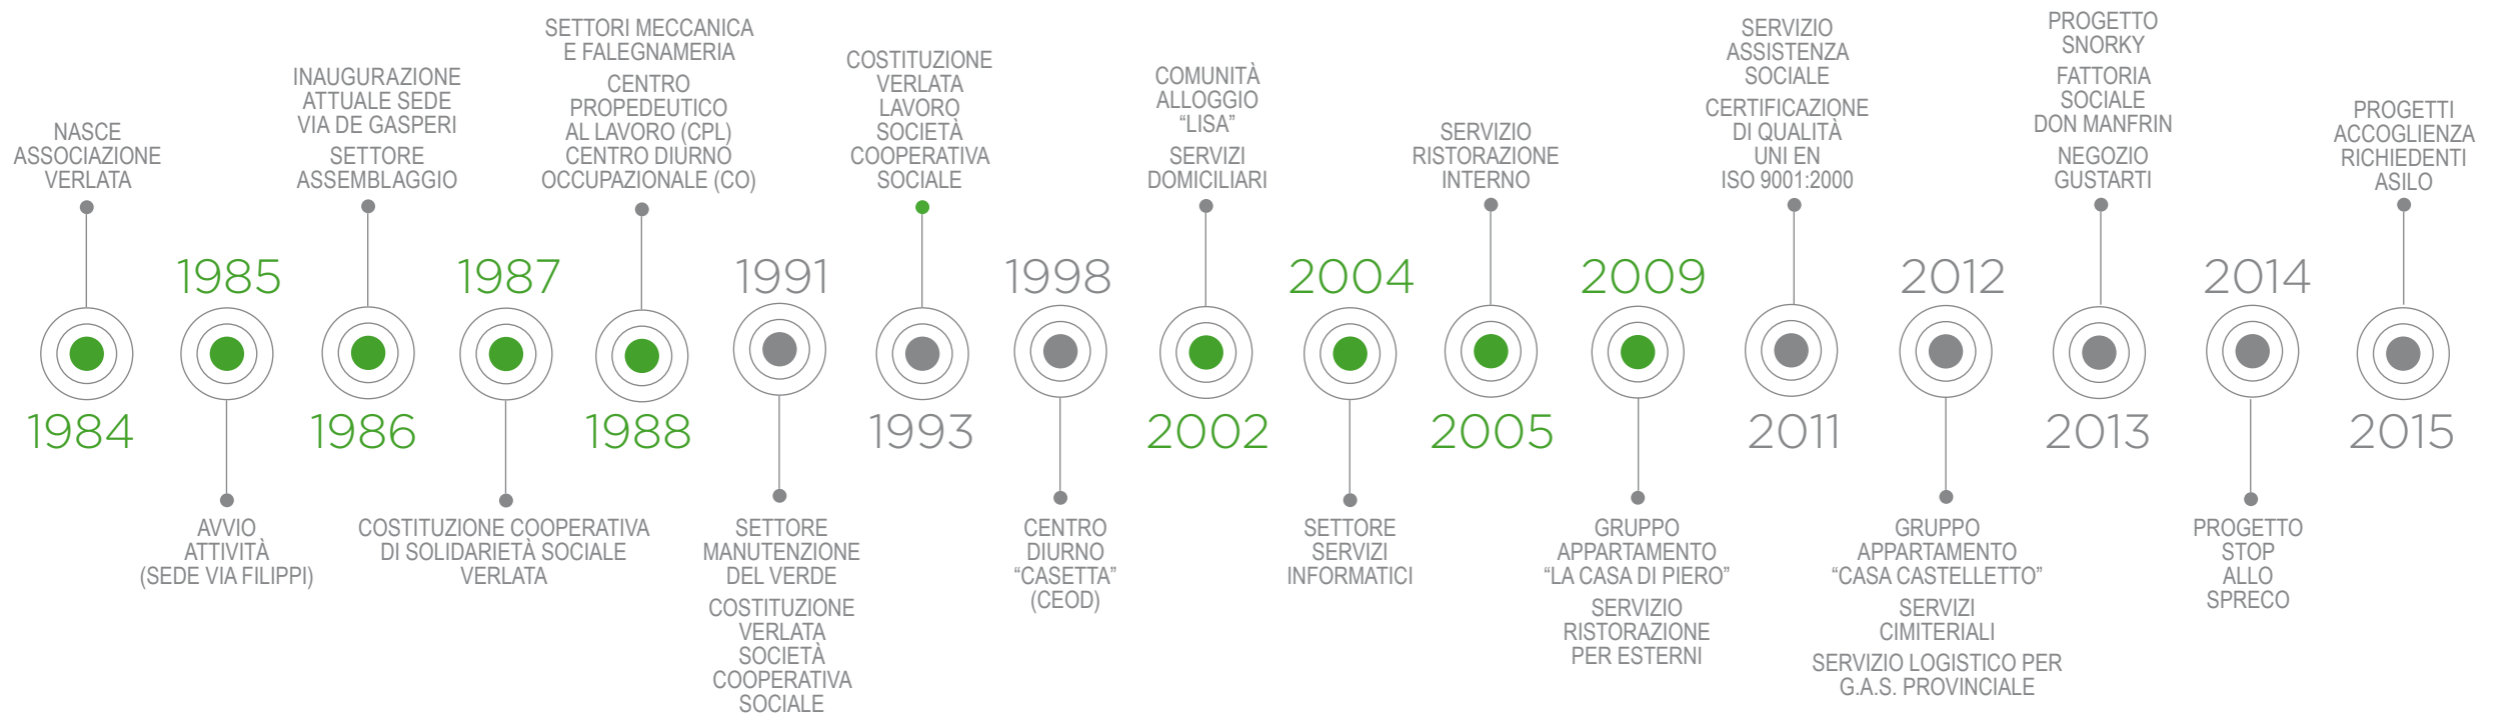 NASCE
ASSOCIAZIONE
VERLATA
1984
1985
AVVIO
ATTIVITÀ
(SEDE VIA FILIPPI)
INAUGURAZIONE
ATTUALE SEDE
VIA DE GASPERI
SETTORE
ASSEMBLAGGIO
1986
1987
COSTITUZIONE COOPERATIVA
DI SOLIDARIETÀ SOCIALE
VERLATA
SETTORI MECCANICA
E FALEGNAMERIA
CENTRO
PROPEDEUTICO
AL LAVORO (CPL)
CENTRO DIURNO
OCCUPAZIONALE (CO)
1988
1991
SETTORE
MANUTENZIONE
DEL VERDE
COSTITUZIONE
VERLATA
SOCIETÀ
COOPERATIVA
SOCIALE
COSTITUZIONE
VERLATA
LAVORO
SOCIETÀ
COOPERATIVA
SOCIALE
1993
1998
CENTRO
DIURNO
“CASETTA”
(CEOD)
COMUNITÀ
ALLOGGIO
“LISA”
SERVIZI
DOMICILIARI
2002
2004
SETTORE
SERVIZI
INFORMATICI
SERVIZIO
RISTORAZIONE
INTERNO
2005
2009
GRUPPO
APPARTAMENTO
“LA CASA DI PIERO”
SERVIZIO
RISTORAZIONE
PER ESTERNI
SERVIZIO
ASSISTENZA
SOCIALE
CERTIFICAZIONE
DI QUALITÀ
UNI EN
ISO 9001:2000
2011
2012
GRUPPO
APPARTAMENTO
“CASA CASTELLETTO”
SERVIZI
CIMITERIALI
SERVIZIO LOGISTICO PER
G.A.S. PROVINCIALE
PROGETTO
SNORKY
FATTORIA
SOCIALE
DON MANFRIN
NEGOZIO
GUSTARTI
2013
2014
PROGETTO
STOP
ALLO
SPRECO
PROGETTI
ACCOGLIENZA
RICHIEDENTI
ASILO
2015